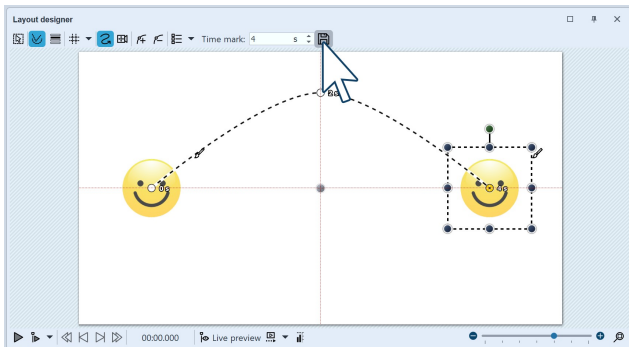 Layout designer
Time mark: 4 s
2s
0s
4s
00:00.000 Live preview